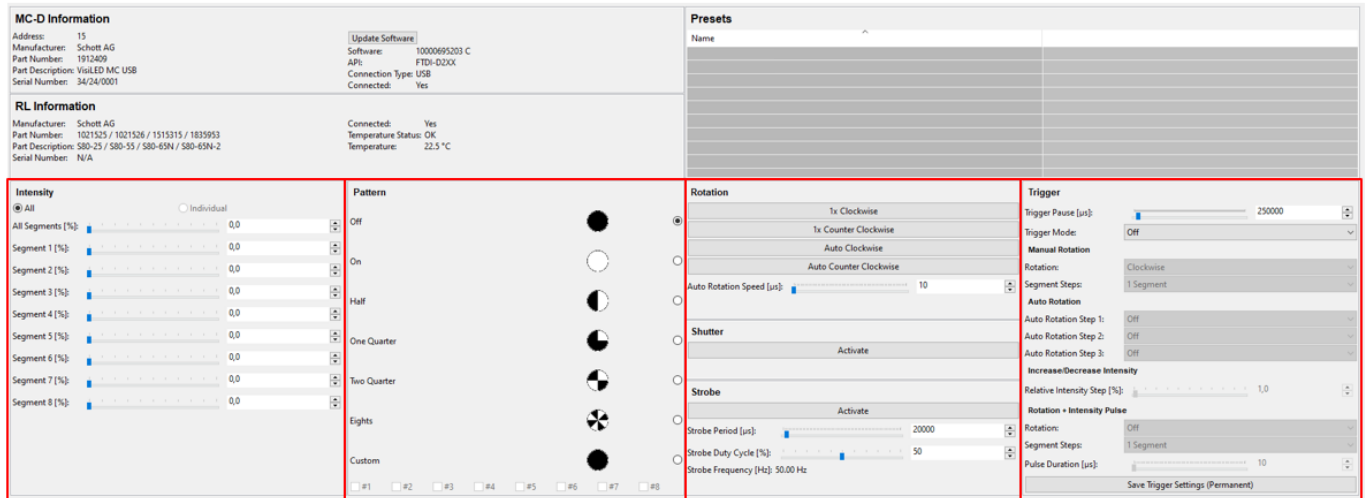 MC-D Information
Address: 15
Manufacturer: Schott AG
Part Number: 1912409
Part Description: VisiLED MC USB
Serial Number: 34/24/0001
Update Software
Software: 10000695203 C
API: FTDI-D2XX
Connection Type: USB
Connected: Yes
RL Information
Manufacturer: Schott AG
Part Number: 1021525 / 1021526 / 1515315 / 1835953
Part Description: S80-25 / S80-55 / S80-65N / S80-65N-2
Serial Number: N/A
Connected: Yes
Temperature Status: OK
Temperature: 22.5 °C
Presets
Name
Intensity
All Individual
All Segments [%]: 0,0
Segment 1 [%]: 0,0
Segment 2 [%]: 0,0
Segment 3 [%]: 0,0
Segment 4 [%]: 0,0
Segment 5 [%]: 0,0
Segment 6 [%]: 0,0
Segment 7 [%]: 0,0
Segment 8 [%]: 0,0
Pattern
Off
On
Half
One Quarter
Two Quarter
Eights
Custom
#1 #2 #3 #4 #5 #6 #7 #8
Rotation
1x Clockwise
1x Counter Clockwise
Auto Clockwise
Auto Counter Clockwise
Auto Rotation Speed [µs]: 10
Shutter
Activate
Strobe
Activate
Strobe Period [µs]: 20000
Strobe Duty Cycle [%]: 50
Strobe Frequency [Hz]: 50.00 Hz
Trigger
Trigger Pause [µs]: 250000
Trigger Mode: Off
Manual Rotation
Rotation: Clockwise
Segment Steps: 1 Segment
Auto Rotation
Auto Rotation Step 1: Off
Auto Rotation Step 2: Off
Auto Rotation Step 3: Off
Increase/Decrease Intensity
Relative Intensity Step [%]: 1,0
Rotation + Intensity Pulse
Rotation: Off
Segment Steps: 1 Segment
Pulse Duration [µs]: 10
Save Trigger Settings (Permanent)